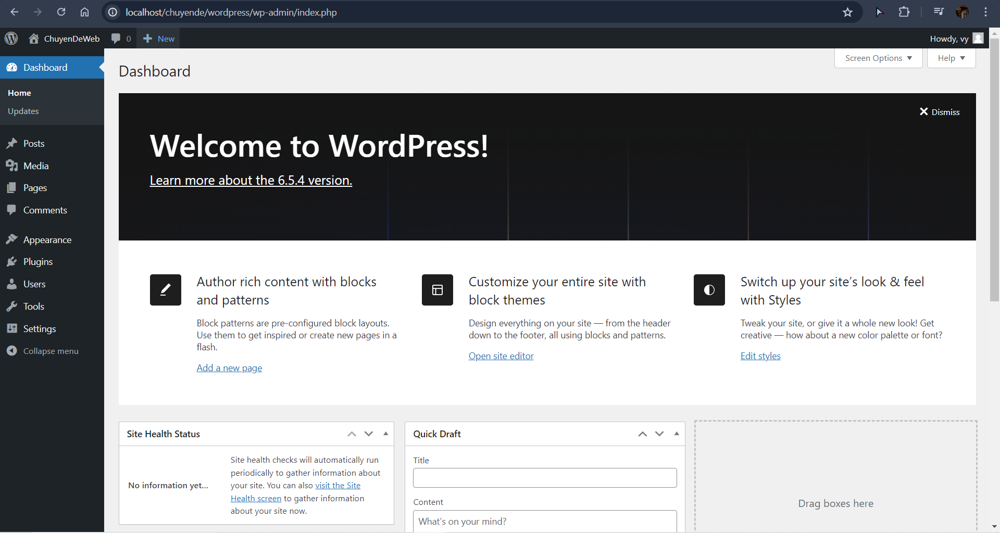 localhost/chuyende/wordpress/wp-admin/index.php
ChuyenDeWeb
0
New
Howdy, vy
Dashboard
Home
Updates
Posts
Media
Pages
Comments
Appearance
Plugins
Users
Tools
Settings
Collapse menu
Screen Options
Help
Dashboard
Dismiss
Welcome to WordPress!
Learn more about the 6.5.4 version.
Author rich content with blocks
and patterns
Block patterns are pre-configured block layouts.
Use them to get inspired or create new pages in a
flash.
Add a new page
Customize your entire site with
block themes
Design everything on your site — from the header
down to the footer, all using blocks and patterns.
Open site editor
Switch up your site’s look & feel
with Styles
Tweak your site, or give it a whole new look! Get
creative — how about a new color palette or font?
Edit styles
Site Health Status
No information yet…
Site health checks will automatically run
periodically to gather information about
your site. You can also visit the Site
Health screen to gather information
about your site now.
Quick Draft
Title
Content
What’s on your mind?
Drag boxes here